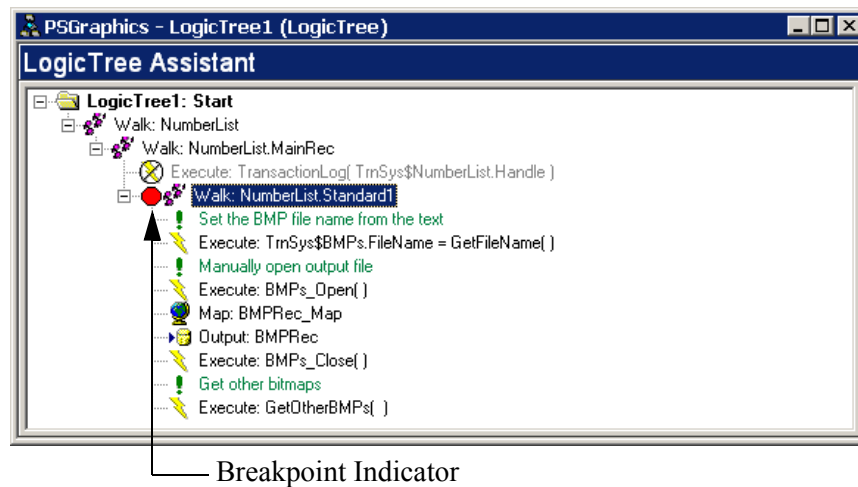 PSGraphics - LogicTree1 (LogicTree)
LogicTree Assistant
LogicTree1: Start
Walk: NumberList
Walk: NumberList.MainRec
Execute: TransactionLog( TrnSys$NumberList.Handle )
Walk: NumberList.Standard1
Set the BMP file name from the text
Execute: TrnSys$BMPs.FileName = GetFileName( )
Manually open output file
Execute: BMPs_Open( )
Map: BMPRec_Map
Output: BMPRec
Execute: BMPs_Close( )
Get other bitmaps
Execute: GetOtherBMPs( )
Breakpoint Indicator